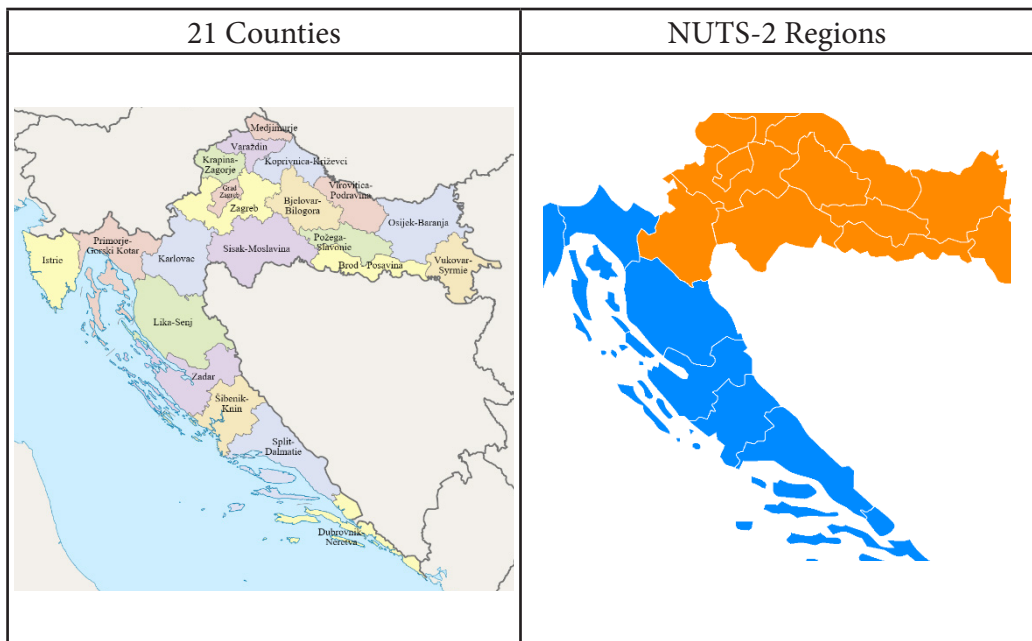 21 Counties
NUTS-2 Regions
Medjimurje
Varaždin
Krapina-
Zagorje
Koprivnica-Križevci
Grad
Zagreb
Zagreb
Bjelovar-
Bilogora
Virovitica-
Podravina
Osijek-Baranja
Primorje-
Gorski Kotar
Istrie
Karlovac
Sisak-Moslavina
Požega-
Slavonie
Brod - Posavina
Vukovar-
Syrmie
Lika-Senj
Zadar
Šibenik-
Knin
Split-
Dalmatie
Dubrovnik-
Neretva